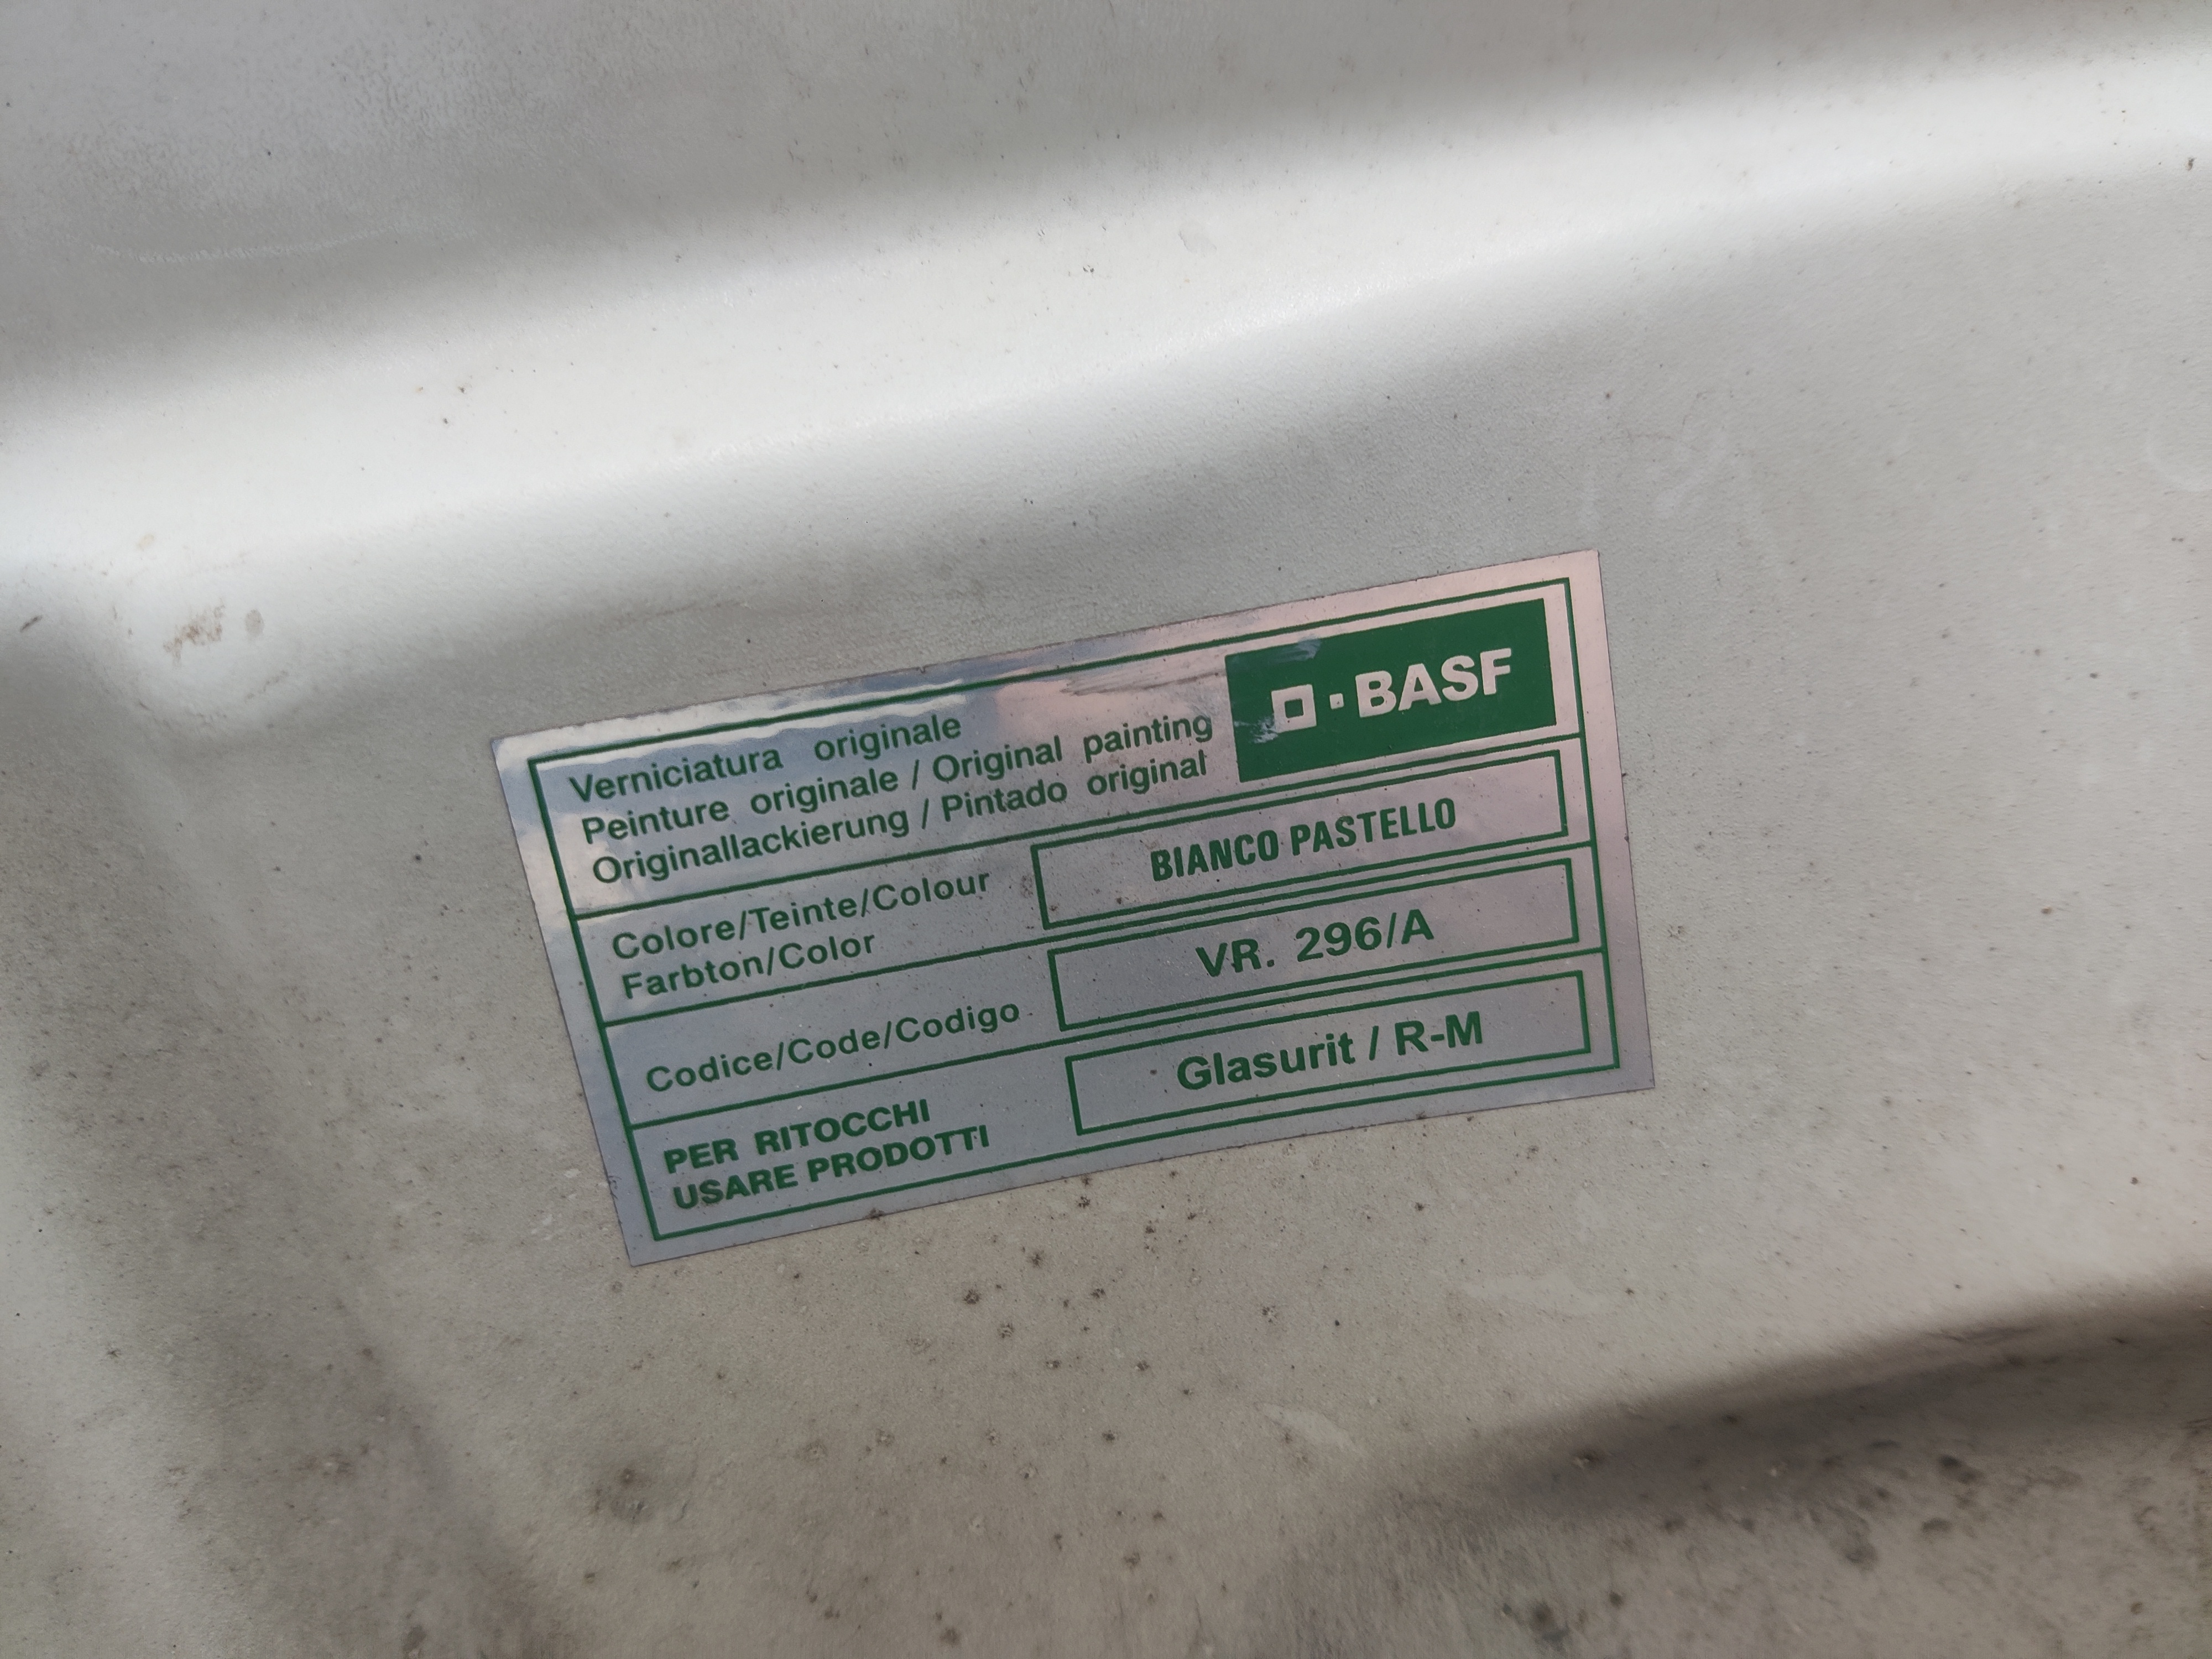 Verniciatura originale
Peinture originale / Original painting
Originallackierung / Pintado original
BASF
Colore/Teinte/Colour
Farbton/Color
BIANCO PASTELLO
Codice/Code/Codigo
VR. 296/A
PER RITOCCHI
USARE PRODOTTI
Glasurit / R-M